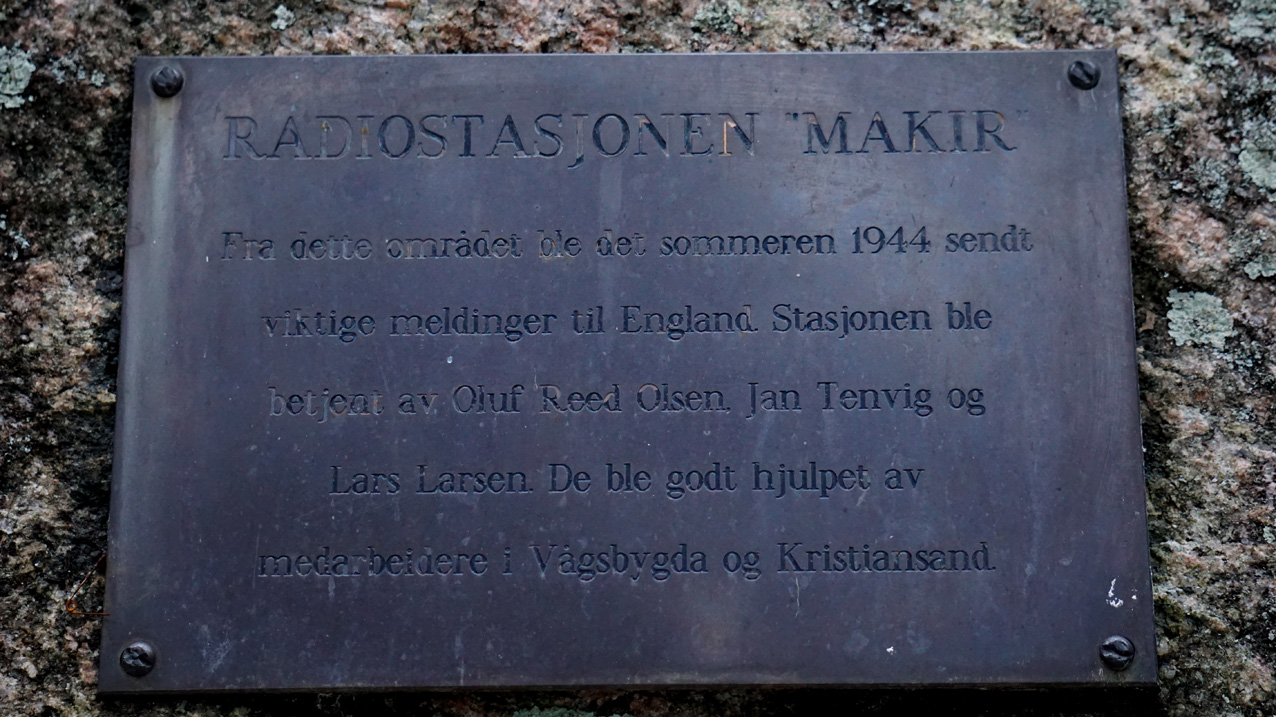 RADIOSTASJONEN "MAKIR"
Fra dette området ble det sommeren 1944 sendt
viktige meldinger til England. Stasjonen ble
betjent av Oluf Reed Olsen, Jan Tenvig og
Lars Larsen. De ble godt hjulpet av
medarbeidere i Vågsbygda og Kristiansand.